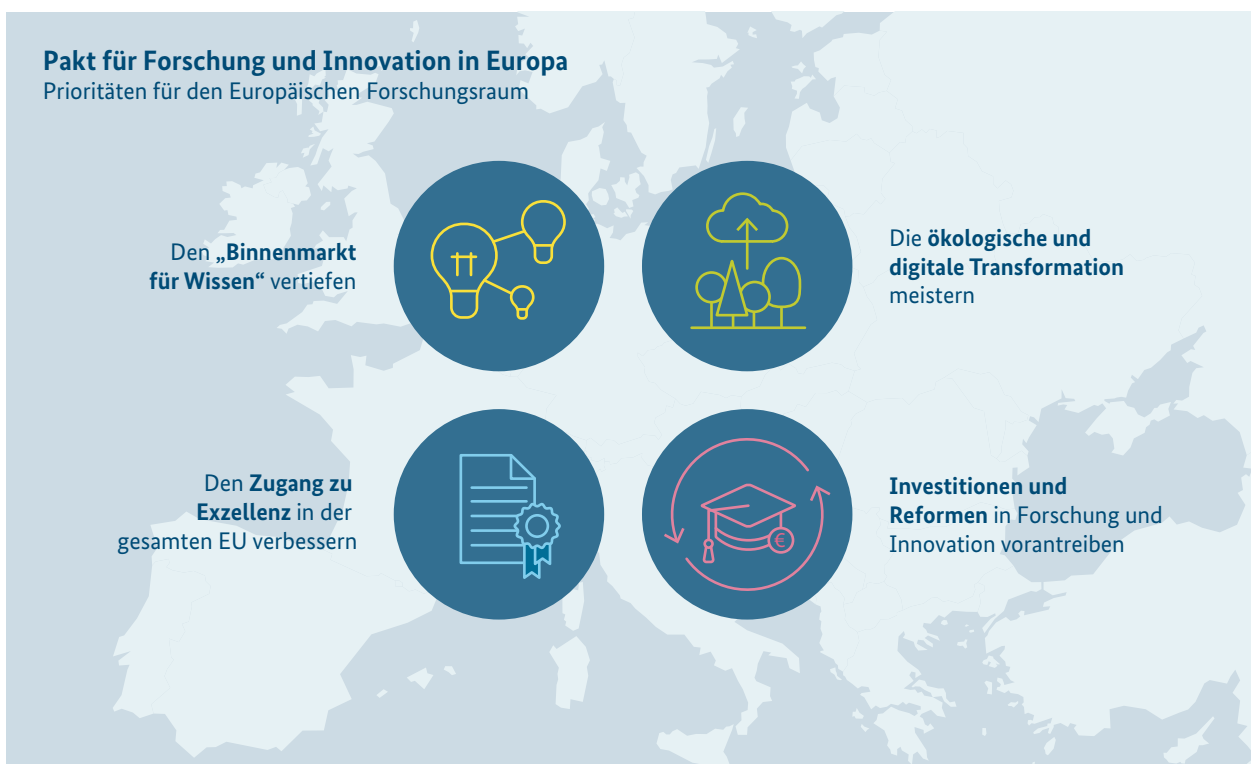 Pakt für Forschung und Innovation in Europa
Prioritäten für den Europäischen Forschungsraum
Den „Binnenmarkt
für Wissen“ vertiefen
Die ökologische und
digitale Transformation
meistern
Den Zugang zu
Exzellenz in der
gesamten EU verbessern
Investitionen und
Reformen in Forschung und
Innovation vorantreiben
€